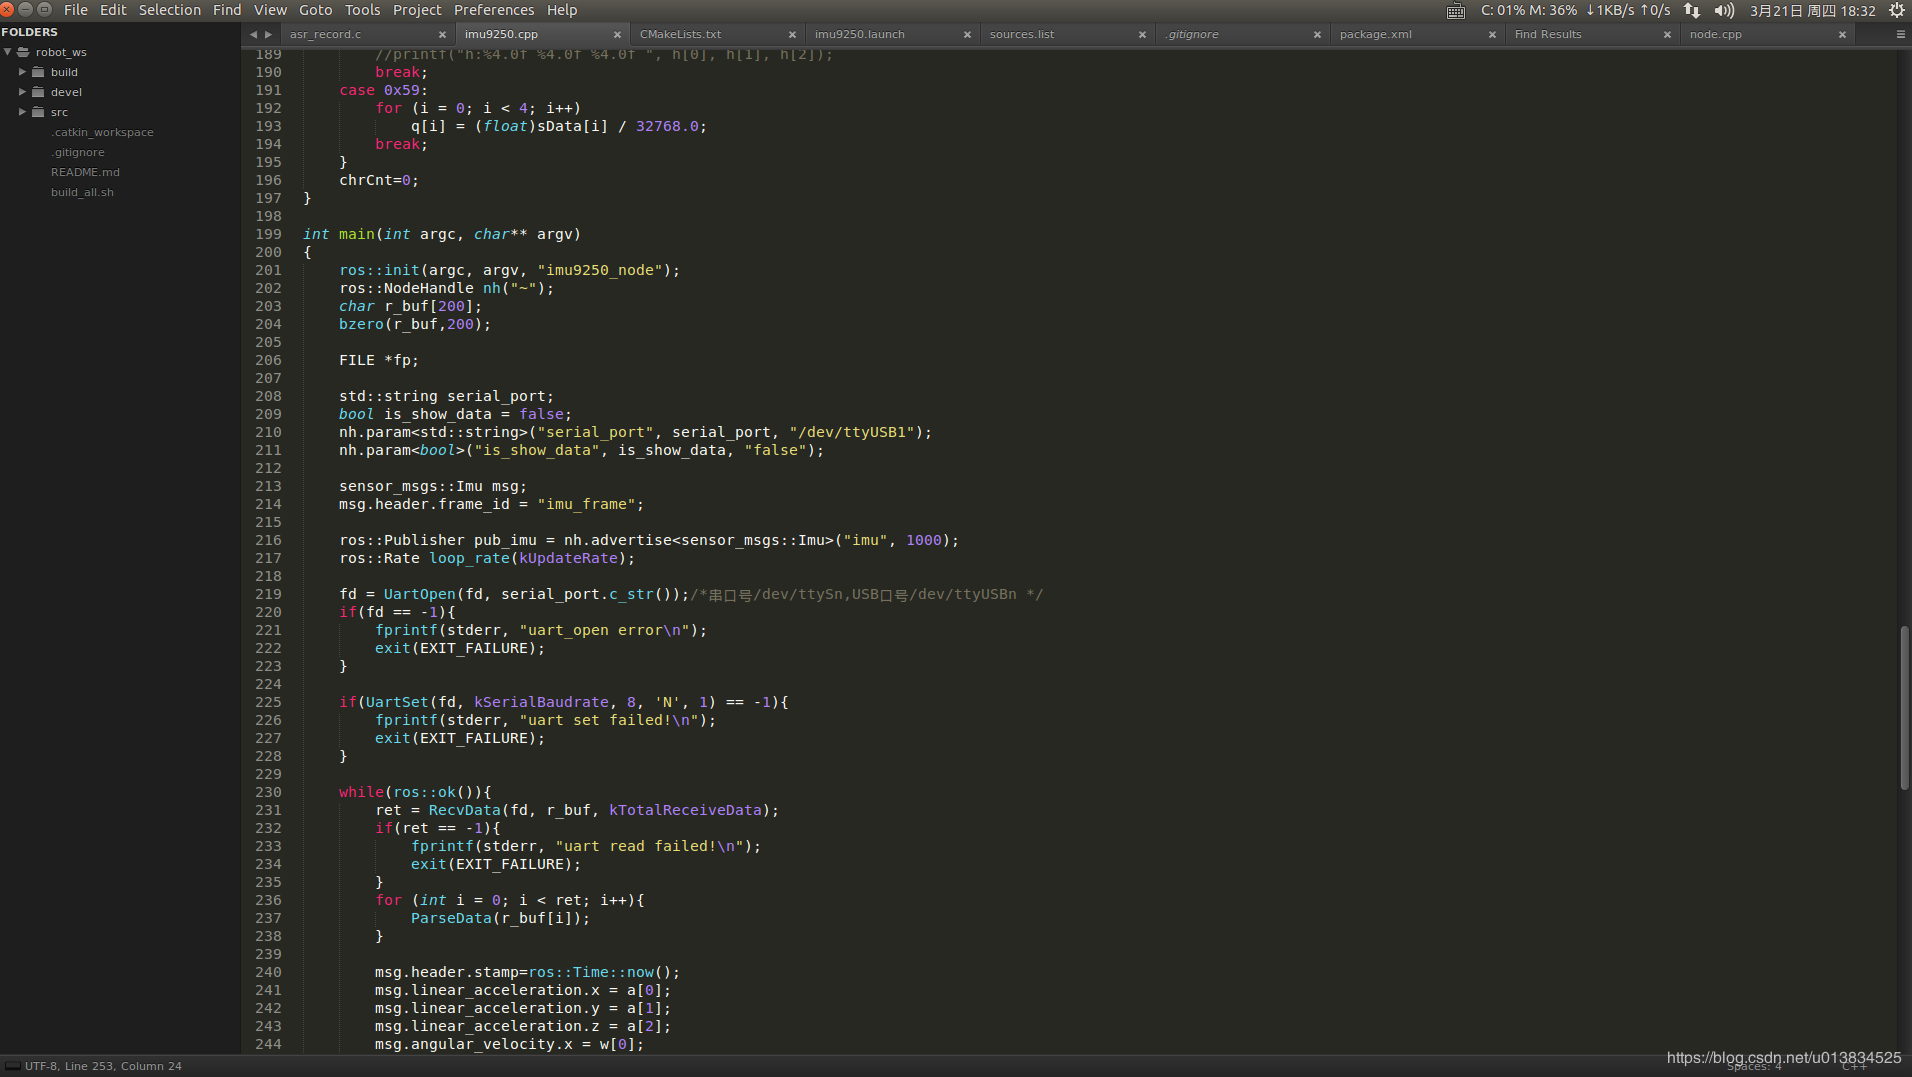 File Edit Selection Find View Goto Tools Project Preferences Help
C: 01% M: 36% ↓1KB/s ↑0/s
3月21日 周四 18:32
FOLDERS
robot_ws
build
devel
src
.catkin_workspace
.gitignore
README.md
build_all.sh
asr_record.c
imu9250.cpp
CMakeLists.txt
imu9250.launch
sources.list
.gitignore
package.xml
Find Results
node.cpp
189 //printf("h:%4.0f %4.0f %4.0f ", h[0], h[1], h[2]);
190 break;
191 case 0x59:
192 for (i = 0; i < 4; i++)
193 q[i] = (float)sData[i] / 32768.0;
194 break;
195 }
196 chrCnt=0;
197 }
198
199 int main(int argc, char** argv)
200 {
201 ros::init(argc, argv, "imu9250_node");
202 ros::NodeHandle nh("~");
203 char r_buf[200];
204 bzero(r_buf,200);
205
206 FILE *fp;
207
208 std::string serial_port;
209 bool is_show_data = false;
210 nh.param<std::string>("serial_port", serial_port, "/dev/ttyUSB1");
211 nh.param<bool>("is_show_data", is_show_data, "false");
212
213 sensor_msgs::Imu msg;
214 msg.header.frame_id = "imu_frame";
215
216 ros::Publisher pub_imu = nh.advertise<sensor_msgs::Imu>("imu", 1000);
217 ros::Rate loop_rate(kUpdateRate);
218
219 fd = UartOpen(fd, serial_port.c_str());/*串口号/dev/ttySn,USB口号/dev/ttyUSBn */
220 if(fd == -1){
221 fprintf(stderr, "uart_open error\n");
222 exit(EXIT_FAILURE);
223 }
224
225 if(UartSet(fd, kSerialBaudrate, 8, 'N', 1) == -1){
226 fprintf(stderr, "uart set failed!\n");
227 exit(EXIT_FAILURE);
228 }
229
230 while(ros::ok()){
231 ret = RecvData(fd, r_buf, kTotalReceiveData);
232 if(ret == -1){
233 fprintf(stderr, "uart read failed!\n");
234 exit(EXIT_FAILURE);
235 }
236 for (int i = 0; i < ret; i++){
237 ParseData(r_buf[i]);
238 }
239
240 msg.header.stamp=ros::Time::now();
241 msg.linear_acceleration.x = a[0];
242 msg.linear_acceleration.y = a[1];
243 msg.linear_acceleration.z = a[2];
244 msg.angular_velocity.x = w[0];
https://blog.csdn.net/u013834525
UTF-8, Line 253, Column 24
Spaces: 4
C++